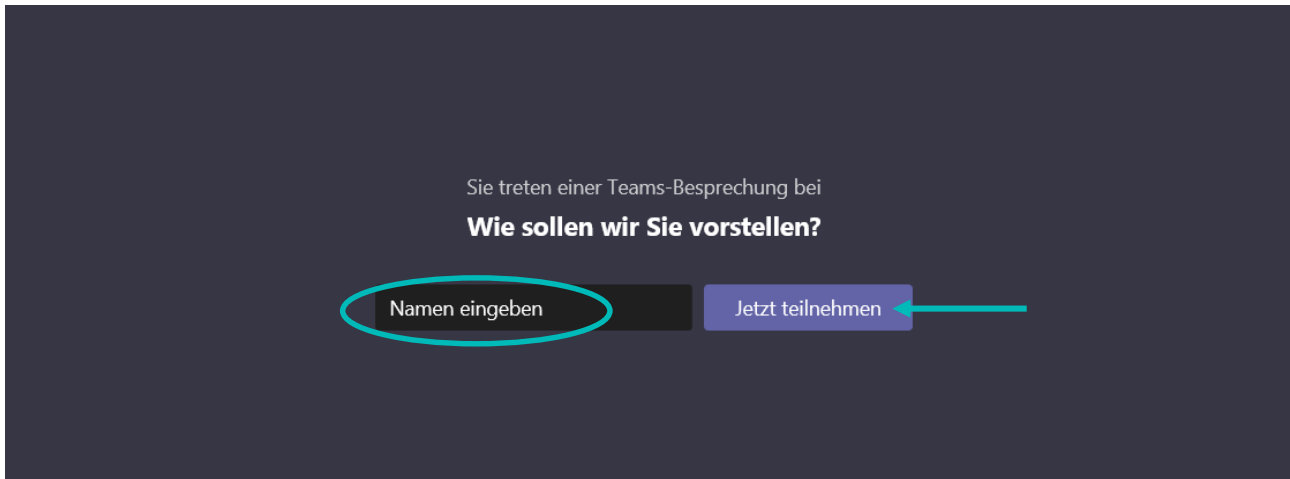 Sie treten einer Teams-Besprechung bei
Wie sollen wir Sie vorstellen?
Namen eingeben
Jetzt teilnehmen